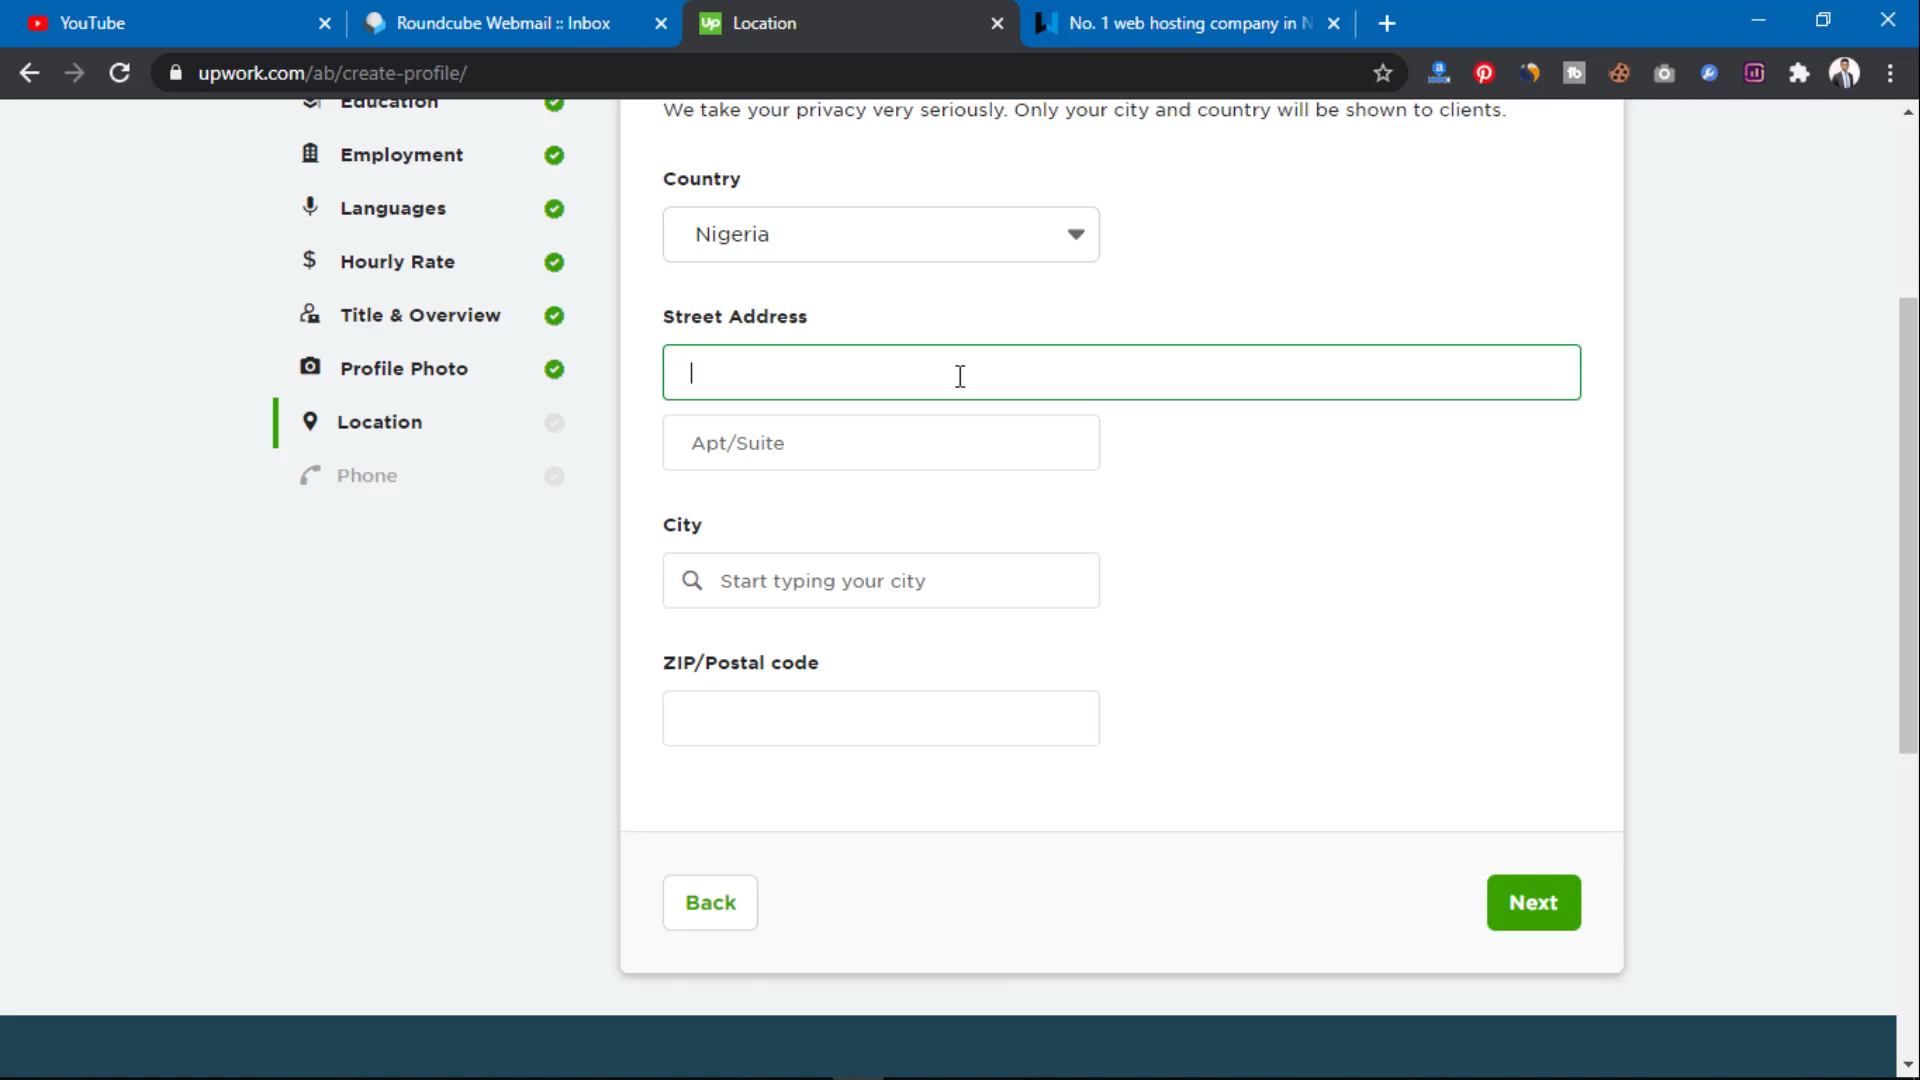 YouTube
Roundcube Webmail :: Inbox
Up Location
No. 1 web hosting company in N
upwork.com/ab/create-profile/
Education
Employment
Languages
Hourly Rate
Title & Overview
Profile Photo
Location
Phone
We take your privacy very seriously. Only your city and country will be shown to clients.
Country
Nigeria
Street Address
Apt/Suite
City
Start typing your city
ZIP/Postal code
Back
Next